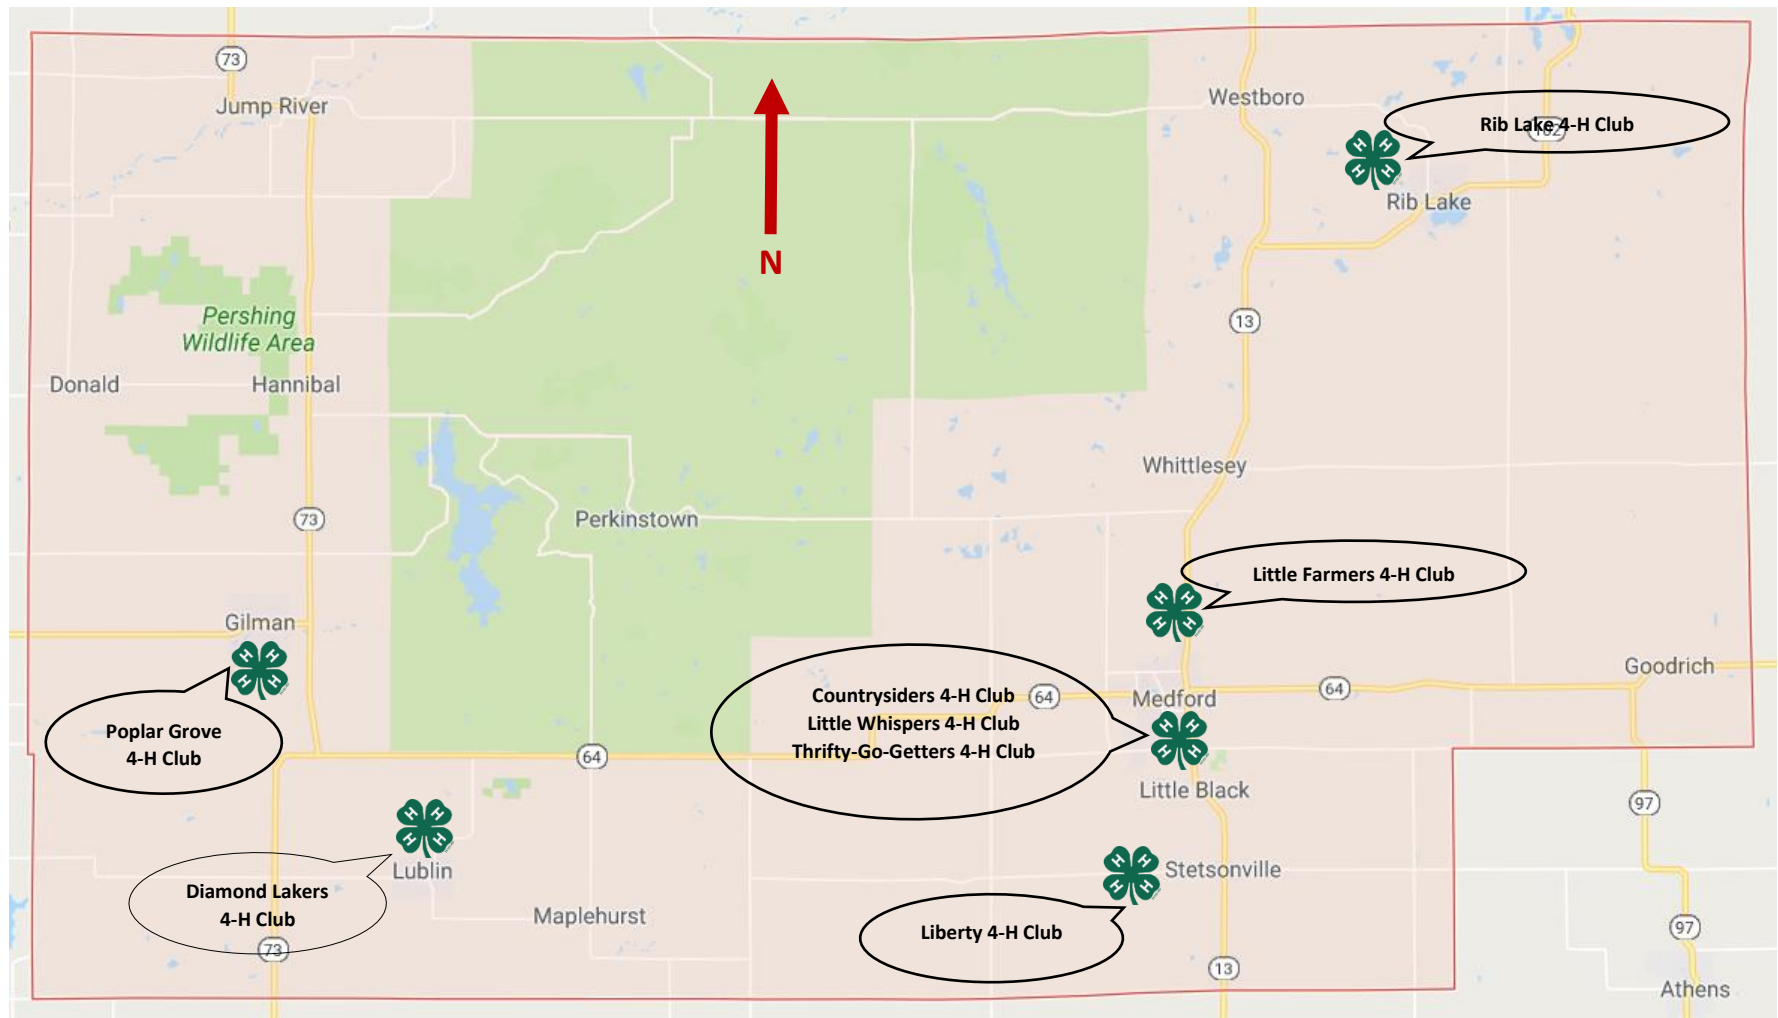 73
Jump River
Westboro
Rib Lake 4-H Club
102
Rib Lake
N
Pershing
Wildlife Area
13
Donald
Hannibal
Whittlesey
73
Perkinstown
Little Farmers 4-H Club
Gilman
Goodrich
Countrysiders 4-H Club
Little Whispers 4-H Club
Thrifty-Go-Getters 4-H Club
64
Medford
64
Poplar Grove
4-H Club
64
Little Black
97
Lublin
Stetsonville
Diamond Lakers
4-H Club
Maplehurst
Liberty 4-H Club
97
73
13
Athens
H H H H
H H H H
H H H H
H H H H
H H H H
H H H H